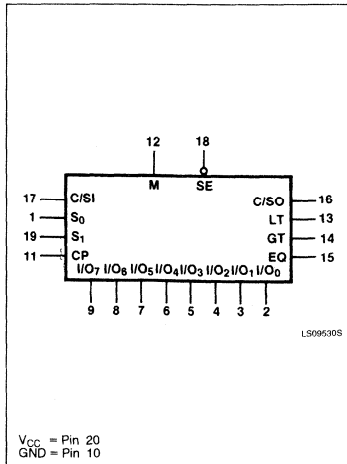 12 18
M SE
17 C/SI C/SO 16
1 S₀ LT 13
19 S₁ GT 14
11 CP EQ 15
I/O₇ I/O₆ I/O₅ I/O₄ I/O₃ I/O₂ I/O₁ I/O₀
9 8 7 6 5 4 3 2
LS09530S
V_CC = Pin 20
GND = Pin 10